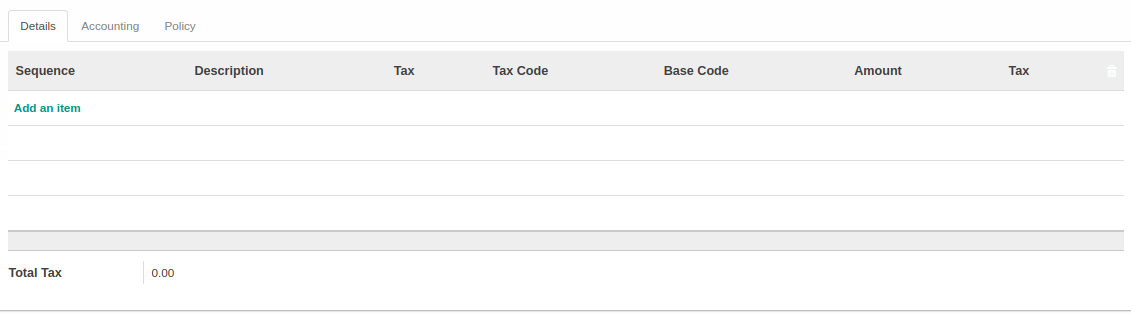 Details Accounting Policy
Sequence Description Tax Tax Code Base Code Amount Tax
Add an item
Total Tax 0.00